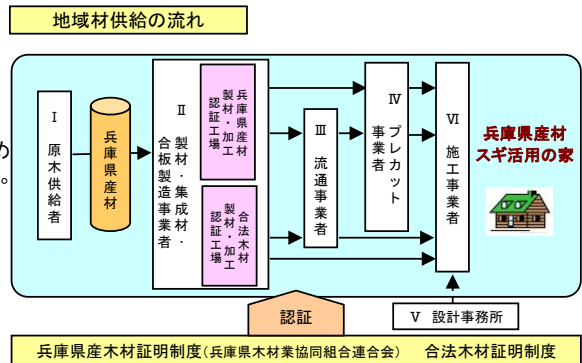 地域材供給の流れ
め
。
Ⅰ 原木供給者
兵庫県産材
Ⅱ 製材・集成材・
合板製造事業者
兵庫県産材
製材・加工
認証工場
合法木材
製材・加工
認証工場
Ⅲ 流通事業者
Ⅳ プレカット
事業者
Ⅵ 施工事業者
兵庫県産材
スギ活用の家
認証
Ⅴ 設計事務所
兵庫県産木材証明制度(兵庫県木材業協同組合連合会) 合法木材証明制度